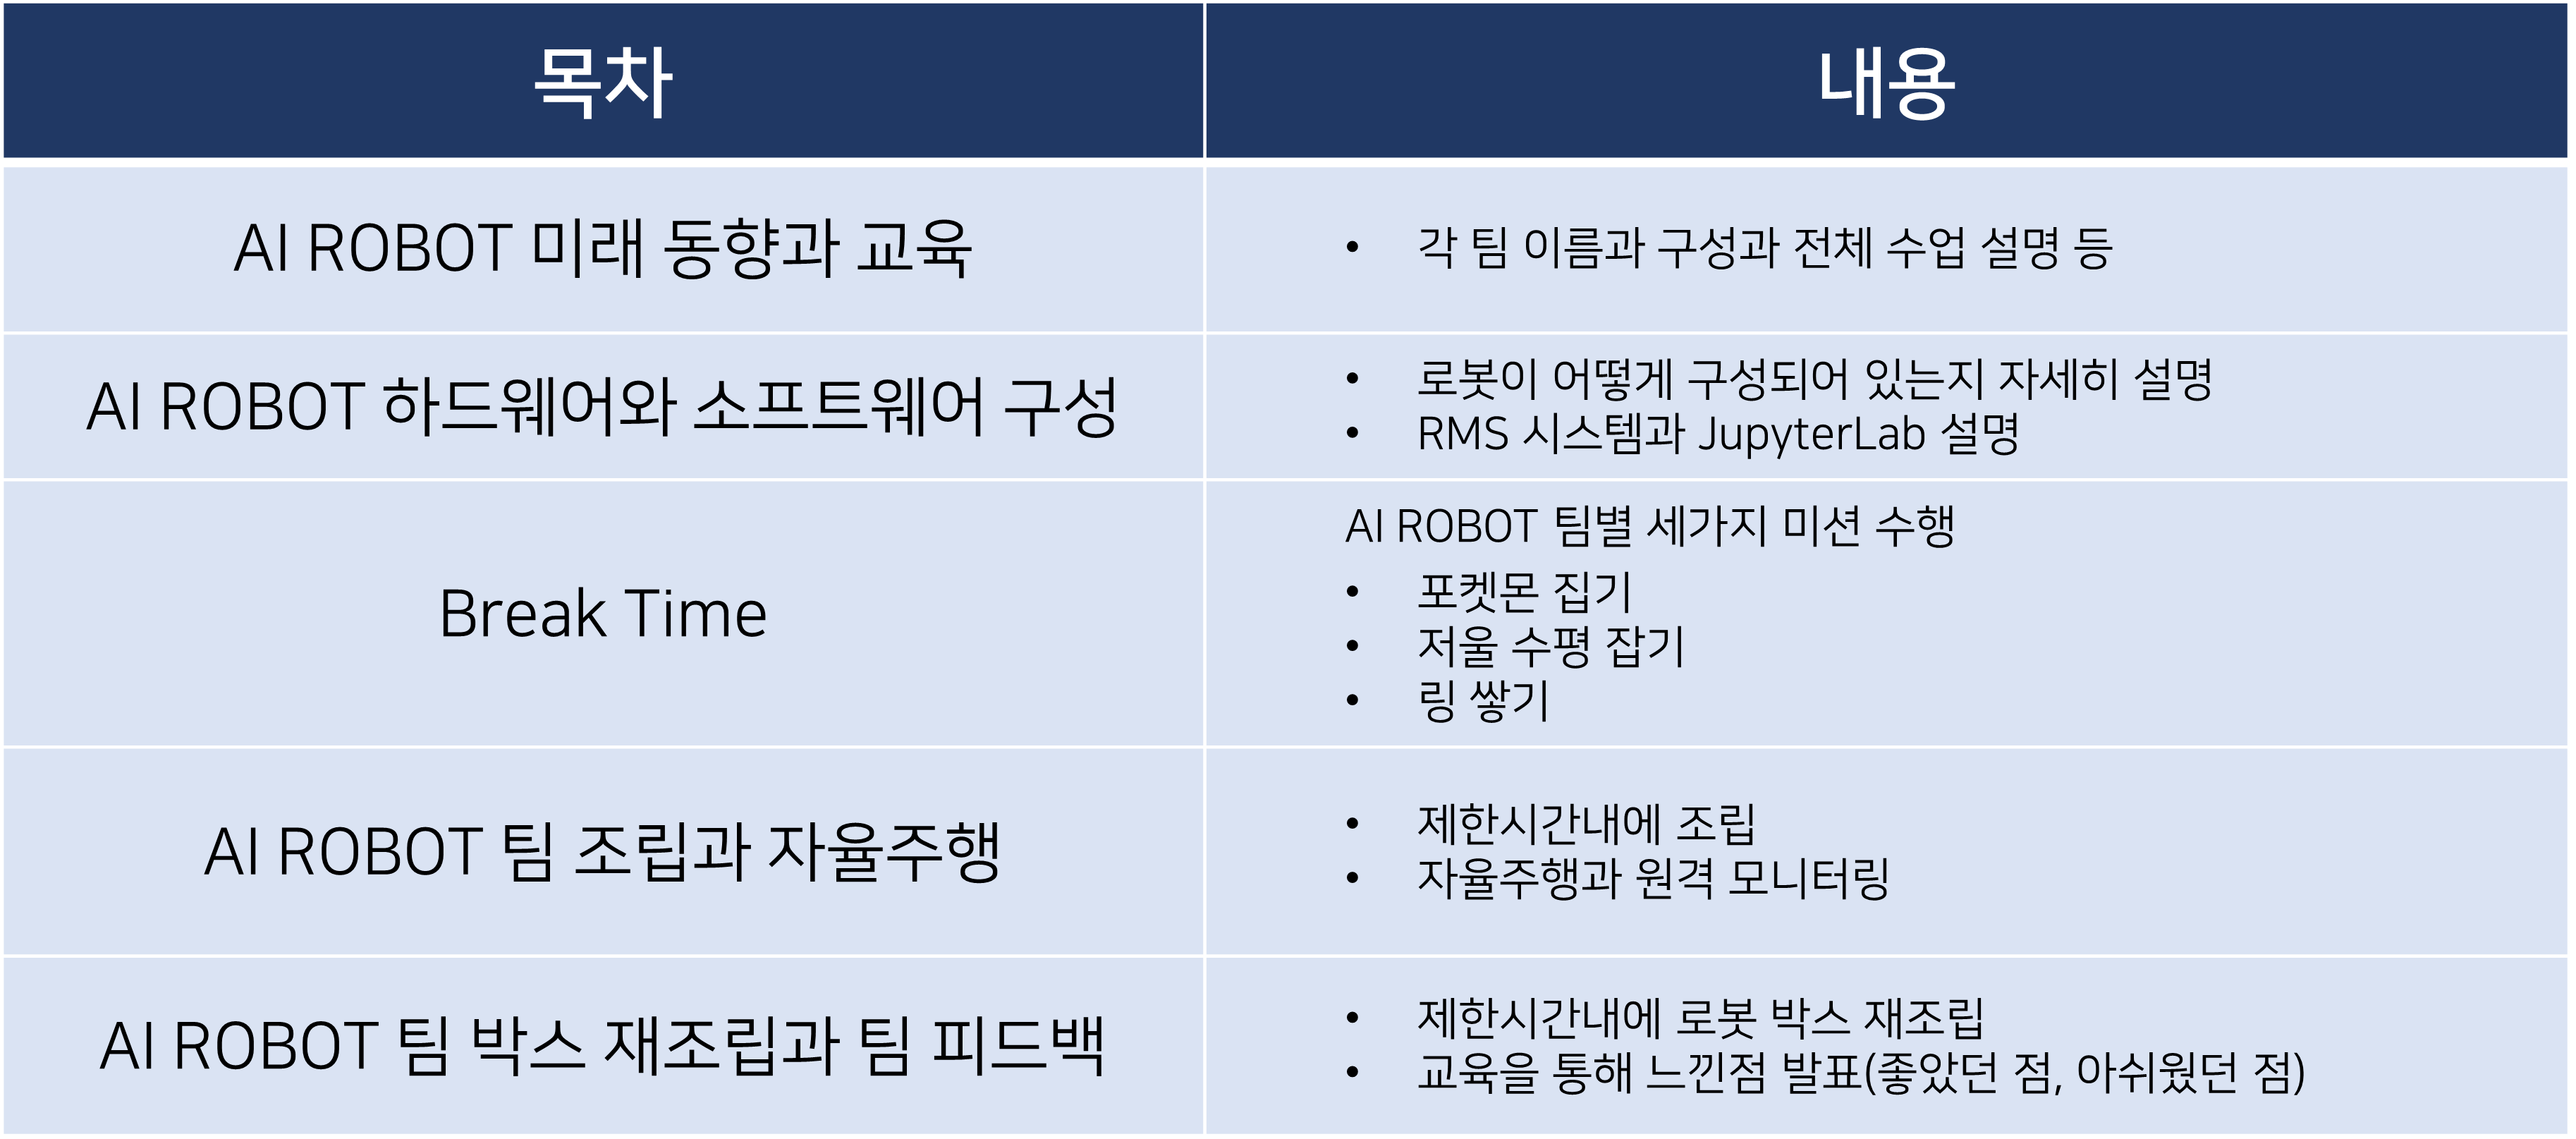 목차
내용
AI ROBOT 미래 동향과 교육
• 각 팀 이름과 구성과 전체 수업 설명 등
AI ROBOT 하드웨어와 소프트웨어 구성
• 로봇이 어떻게 구성되어 있는지 자세히 설명
• RMS 시스템과 JupyterLab 설명
Break Time
AI ROBOT 팀별 세가지 미션 수행
• 포켓몬 집기
• 저울 수평 잡기
• 링 쌓기
AI ROBOT 팀 조립과 자율주행
• 제한시간내에 조립
• 자율주행과 원격 모니터링
AI ROBOT 팀 박스 재조립과 팀 피드백
• 제한시간내에 로봇 박스 재조립
• 교육을 통해 느낀점 발표(좋았던 점, 아쉬웠던 점)